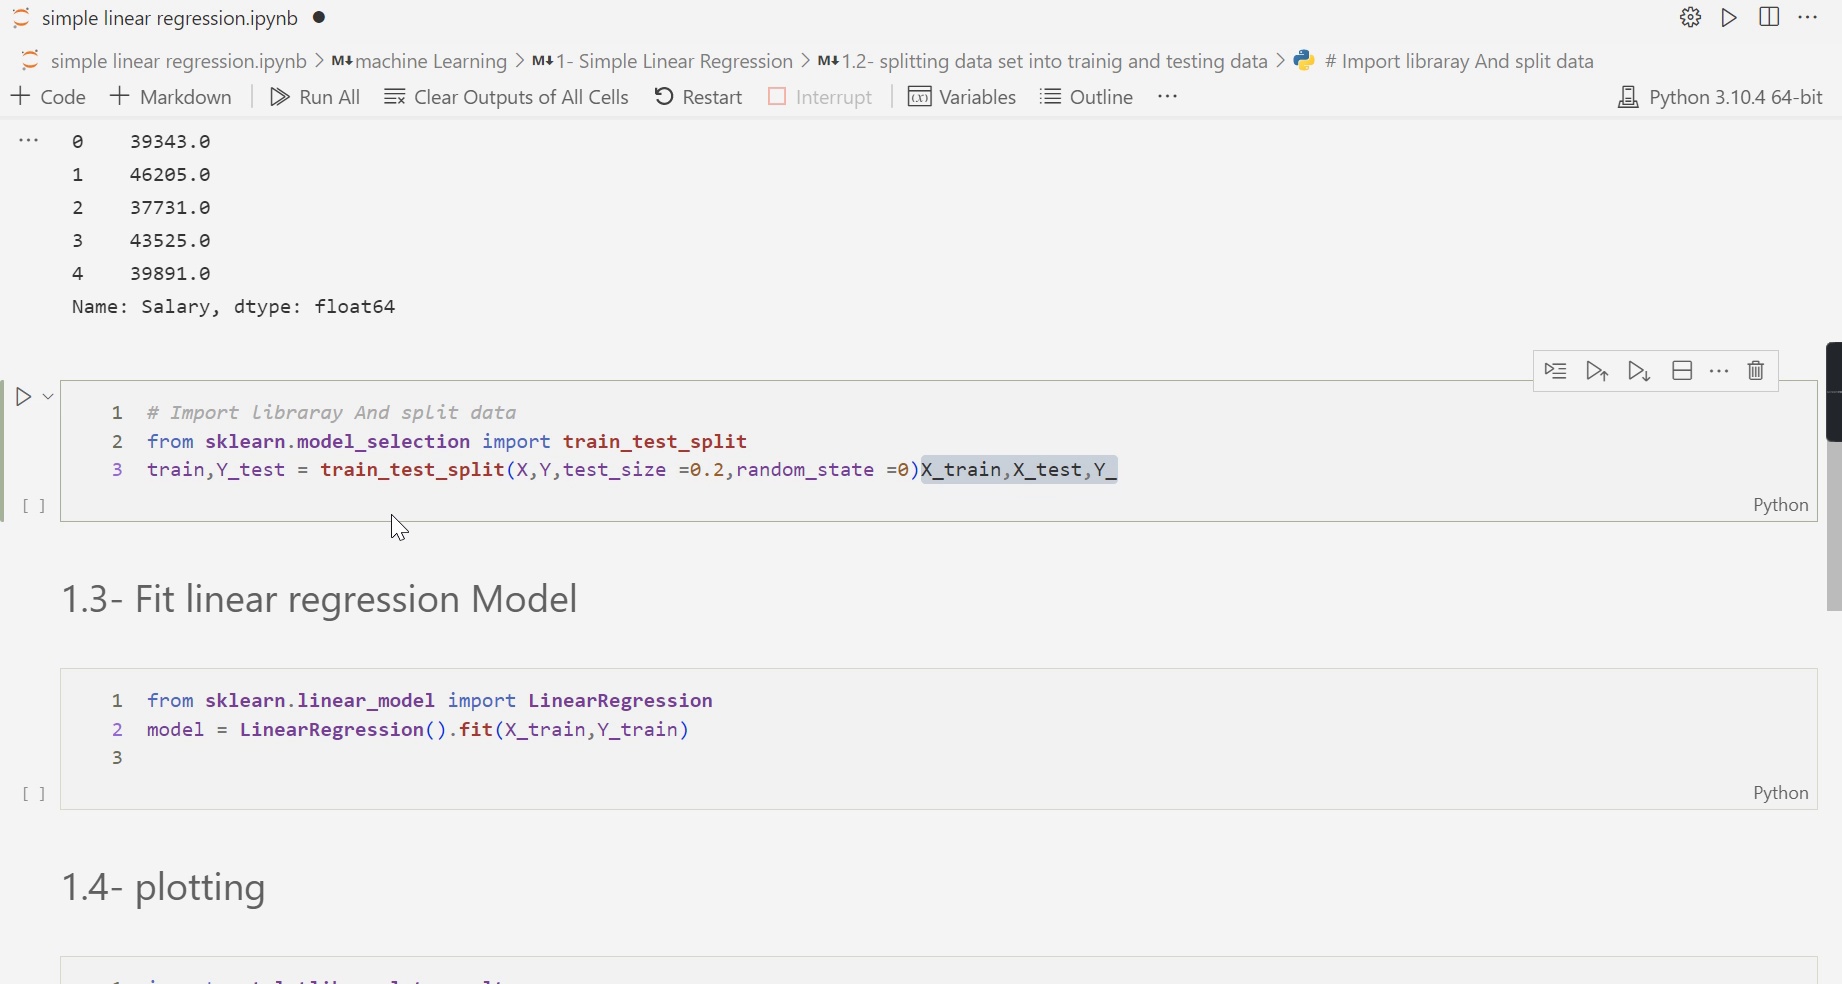 simple linear regression.ipynb
simple linear regression.ipynb > M↓ machine Learning > M↓ 1- Simple Linear Regression > M↓ 1.2- splitting data set into trainig and testing data > # Import libraray And split data
+ Code + Markdown Run All Clear Outputs of All Cells Restart Interrupt (x) Variables Outline ... Python 3.10.4 64-bit
... 0 39343.0
1 46205.0
2 37731.0
3 43525.0
4 39891.0
Name: Salary, dtype: float64
1 # Import libraray And split data
2 from sklearn.model_selection import train_test_split
3 train,Y_test = train_test_split(X,Y,test_size =0.2,random_state =0)X_train,X_test,Y_
[ ] Python
1.3- Fit linear regression Model
1 from sklearn.linear_model import LinearRegression
2 model = LinearRegression().fit(X_train,Y_train)
3
[ ] Python
1.4- plotting